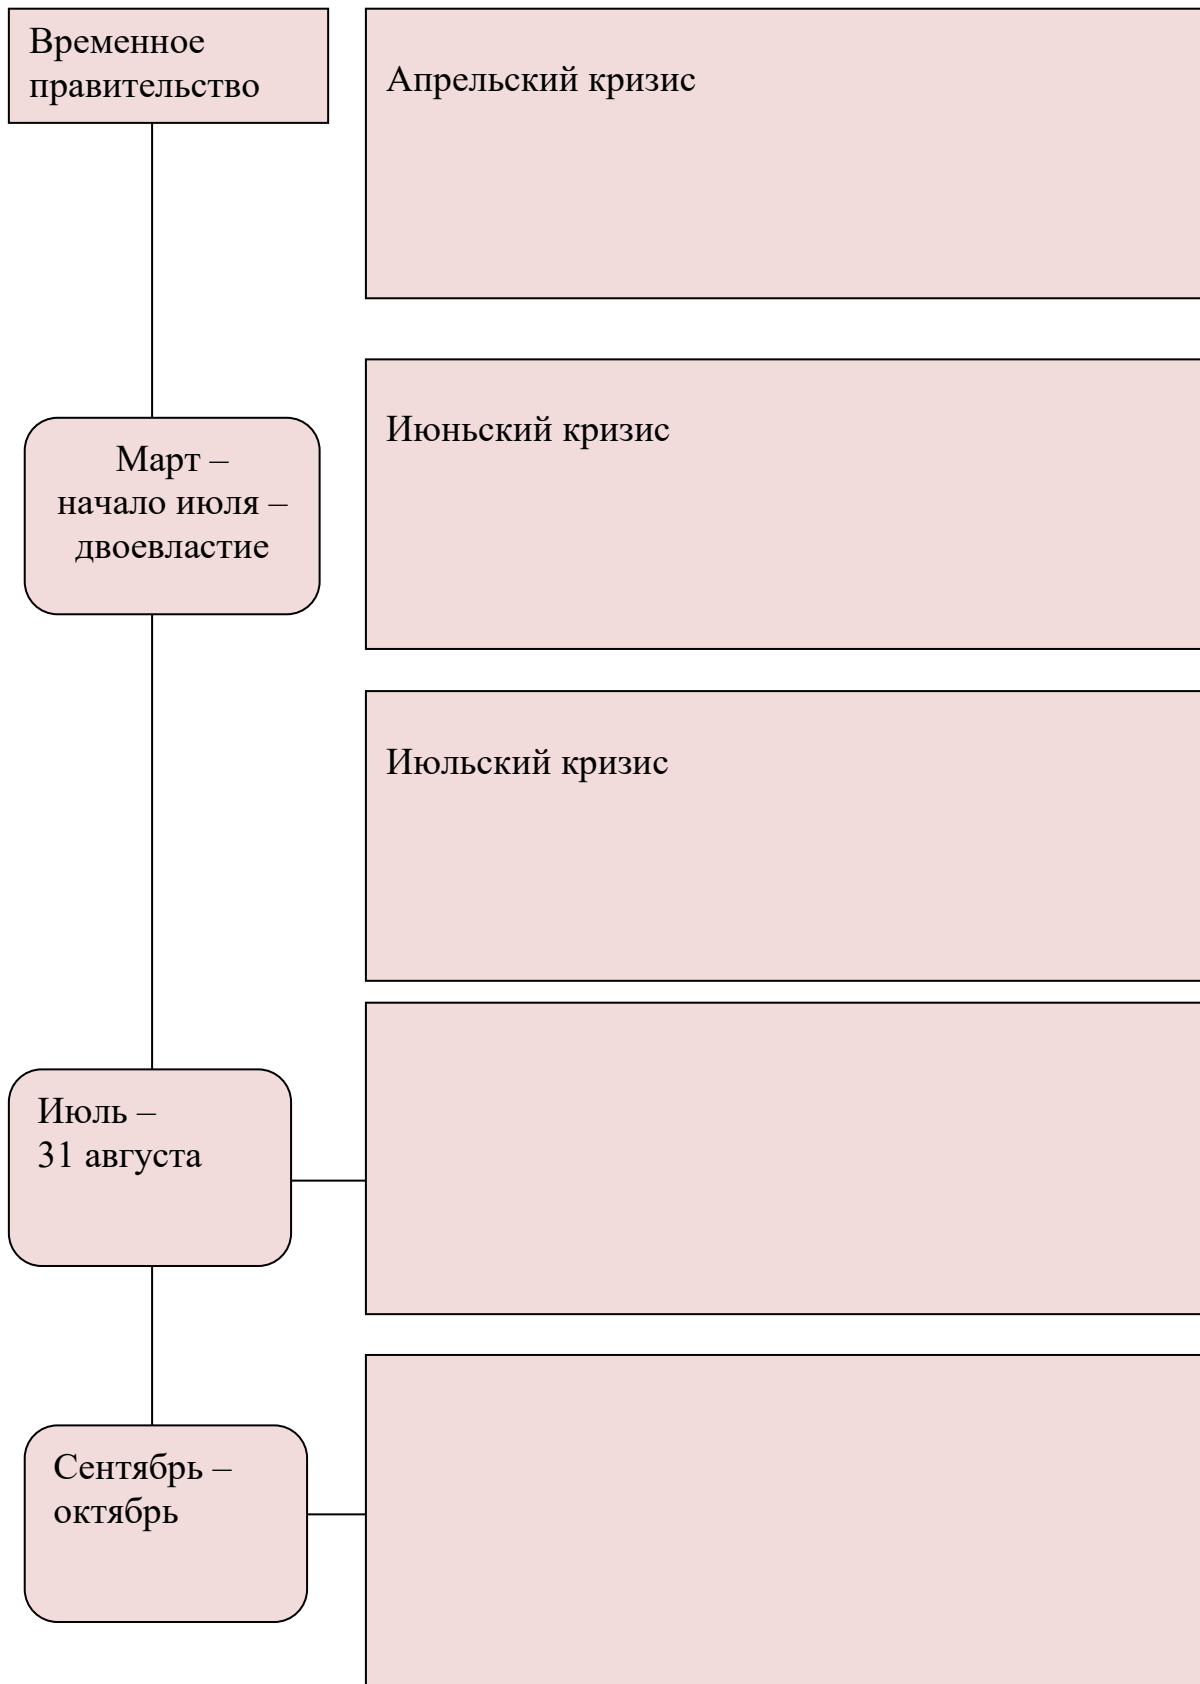 Временное
правительство
Апрельский кризис
Июньский кризис
Март –
начало июля –
двоевластие
Июльский кризис
Июль –
31 августа
Сентябрь –
октябрь